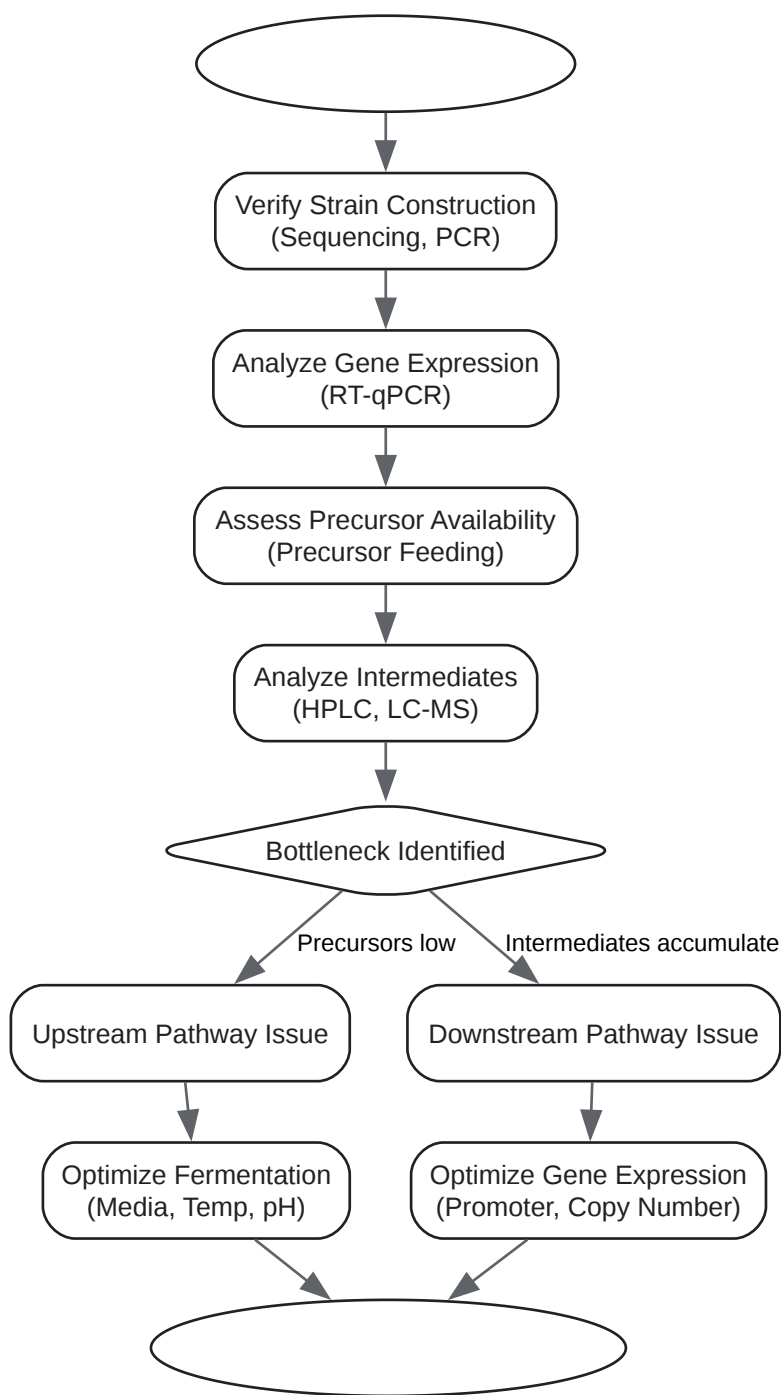 Verify Strain Construction
(Sequencing, PCR)
Analyze Gene Expression
(RT-qPCR)
Assess Precursor Availability
(Precursor Feeding)
Analyze Intermediates
(HPLC, LC-MS)
Bottleneck Identified
Precursors low
Intermediates accumulate
Upstream Pathway Issue
Downstream Pathway Issue
Optimize Fermentation
(Media, Temp, pH)
Optimize Gene Expression
(Promoter, Copy Number)